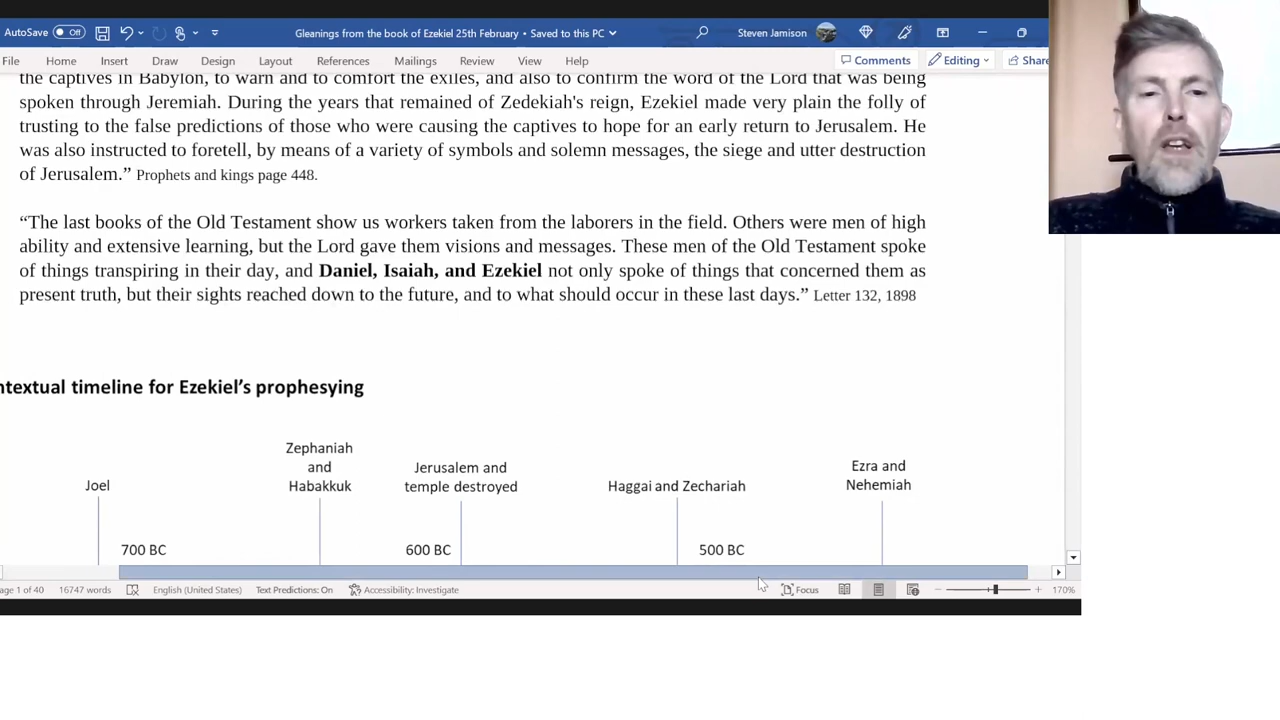 AutoSave Off Gleanings from the book of Ezekiel 25th February • Saved to this PC Steven Jamison
File Home Insert Draw Design Layout References Mailings Review View Help Comments Editing Share
the captives in Babylon, to warn and to comfort the exiles, and also to confirm the word of the Lord that was being
spoken through Jeremiah. During the years that remained of Zedekiah's reign, Ezekiel made very plain the folly of
trusting to the false predictions of those who were causing the captives to hope for an early return to Jerusalem. He
was also instructed to foretell, by means of a variety of symbols and solemn messages, the siege and utter destruction
of Jerusalem.” Prophets and kings page 448.
“The last books of the Old Testament show us workers taken from the laborers in the field. Others were men of high
ability and extensive learning, but the Lord gave them visions and messages. These men of the Old Testament spoke
of things transpiring in their day, and Daniel, Isaiah, and Ezekiel not only spoke of things that concerned them as
present truth, but their sights reached down to the future, and to what should occur in these last days.” Letter 132, 1898
ntextual timeline for Ezekiel’s prophesying
Zephaniah
and
Habakkuk
Jerusalem and
temple destroyed
Ezra and
Nehemiah
Joel
Haggai and Zechariah
700 BC 600 BC 500 BC
age 1 of 40 16747 words English (United States) Text Predictions: On Accessibility: Investigate Focus 170%